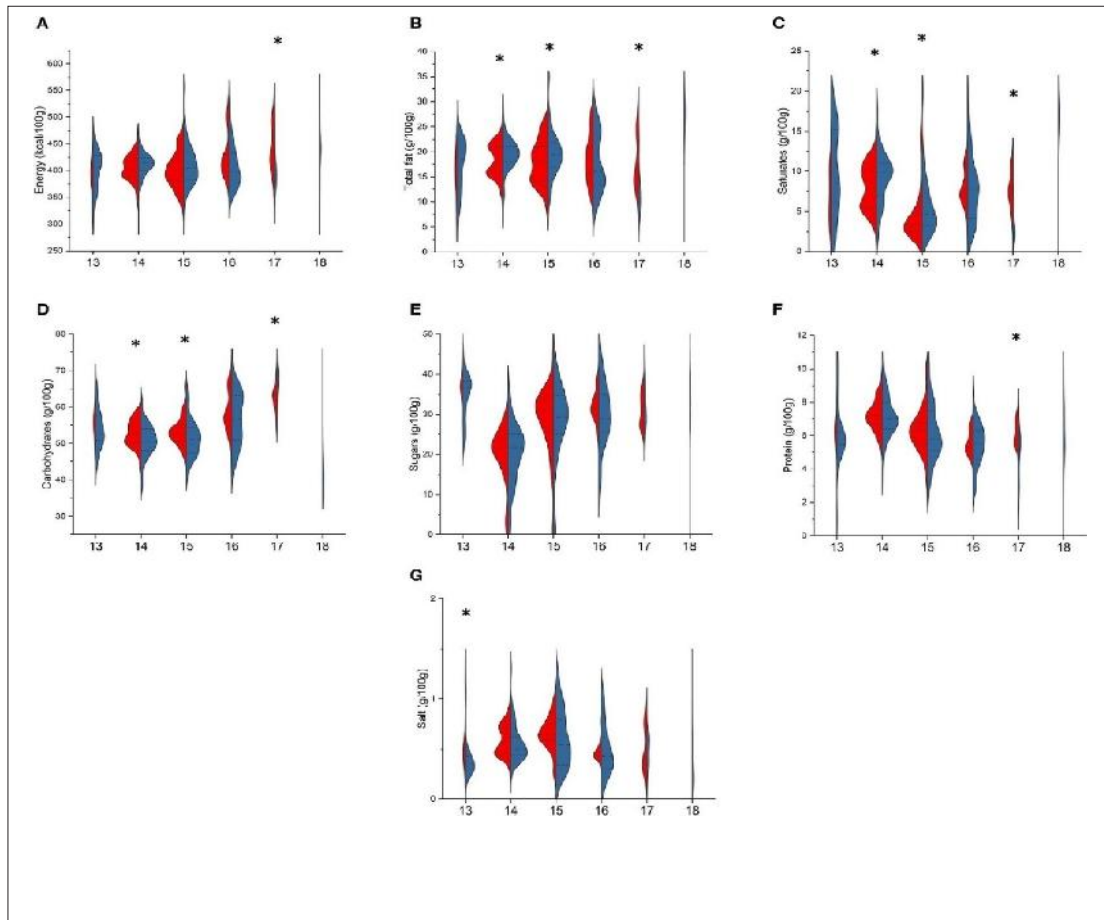 A
Energy (kcal/100g)
600
550
500
450
400
350
300
250
*
13 14 15 16 17 18
B
Total fat (g/100g)
40
35
30
25
20
15
10
5
0
* * *
13 14 15 16 17 18
C
Saturates (g/100g)
25
20
15
10
5
0
* * *
13 14 15 16 17 18
D
Carbohydrates (g/100g)
80
70
60
50
40
30
* * *
13 14 15 16 17 18
E
Sugars (g/100g)
50
40
30
20
10
0
13 14 15 16 17 18
F
Protein (g/100g)
12
10
8
6
4
2
0
*
13 14 15 16 17 18
G
Salt (g/100g)
2
1
0
*
13 14 15 16 17 18